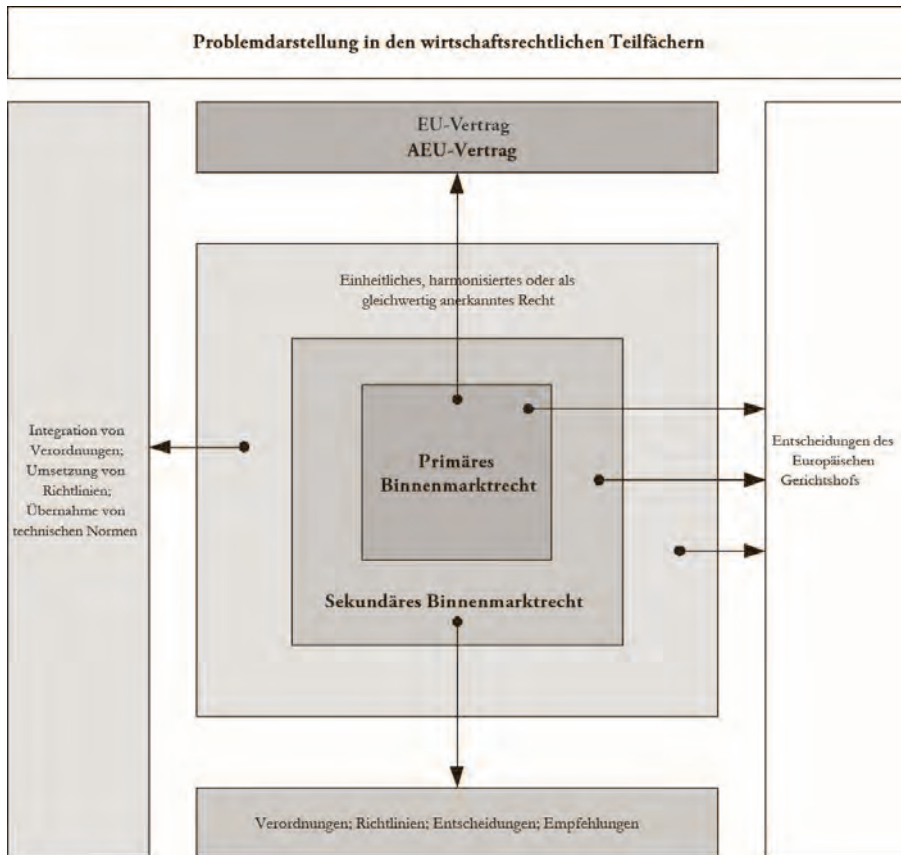 Problemdarstellung in den wirtschaftsrechtlichen Teilfächern
EU-Vertrag
AEU-Vertrag
Einheitliches, harmonisiertes oder als
gleichwertig anerkanntes Recht
Integration von
Verordnungen;
Umsetzung von
Richtlinien;
Übernahme von
technischen Normen
Primäres
Binnenmarktrecht
Entscheidungen des
Europäischen
Gerichtshofs
Sekundäres Binnenmarktrecht
Verordnungen; Richtlinien; Entscheidungen; Empfehlungen